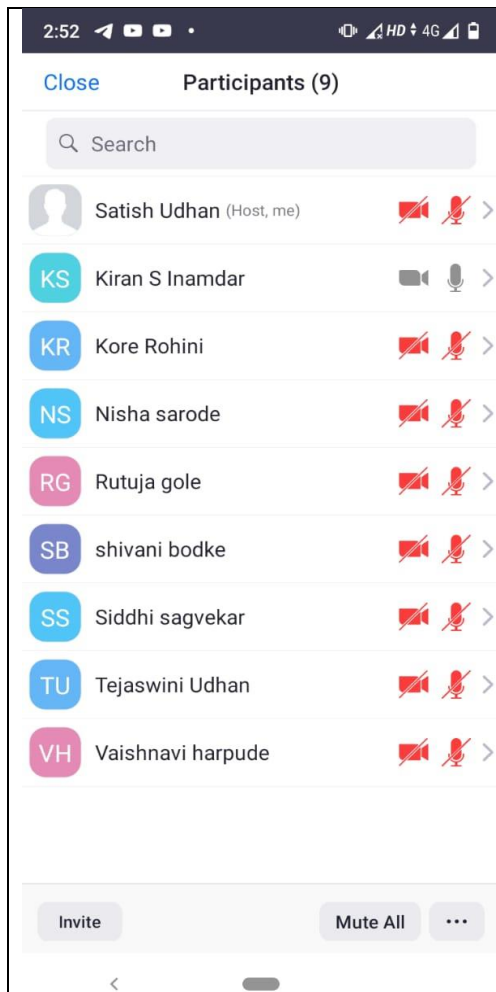 2:52 HD 4G
Close Participants (9)
Search
Satish Udhan (Host, me)
KS Kiran S Inamdar
KR Kore Rohini
NS Nisha sarode
RG Rutuja gole
SB shivani bodke
SS Siddhi sagvekar
TU Tejaswini Udhan
VH Vaishnavi harpude
Invite Mute All ...